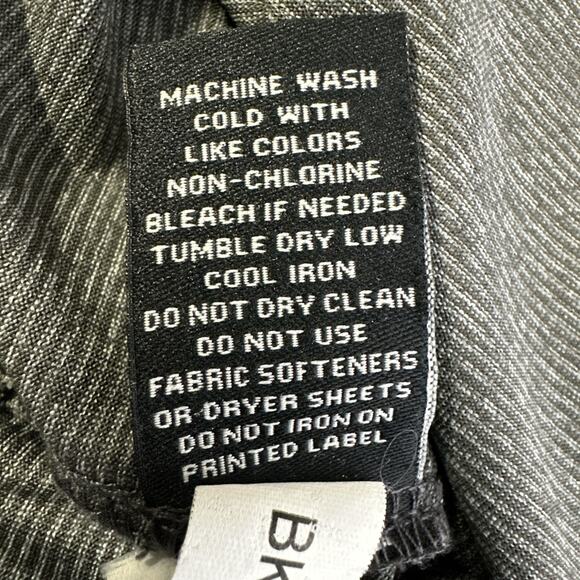 MACHINE WASH
COLD WITH
LIKE COLORS
NON-CHLORINE
BLEACH IF NEEDED
TUMBLE DRY LOW
COOL IRON
DO NOT DRY CLEAN
DO NOT USE
FABRIC SOFTENERS
OR DRYER SHEETS
DO NOT IRON ON
PRINTED LABEL
BK